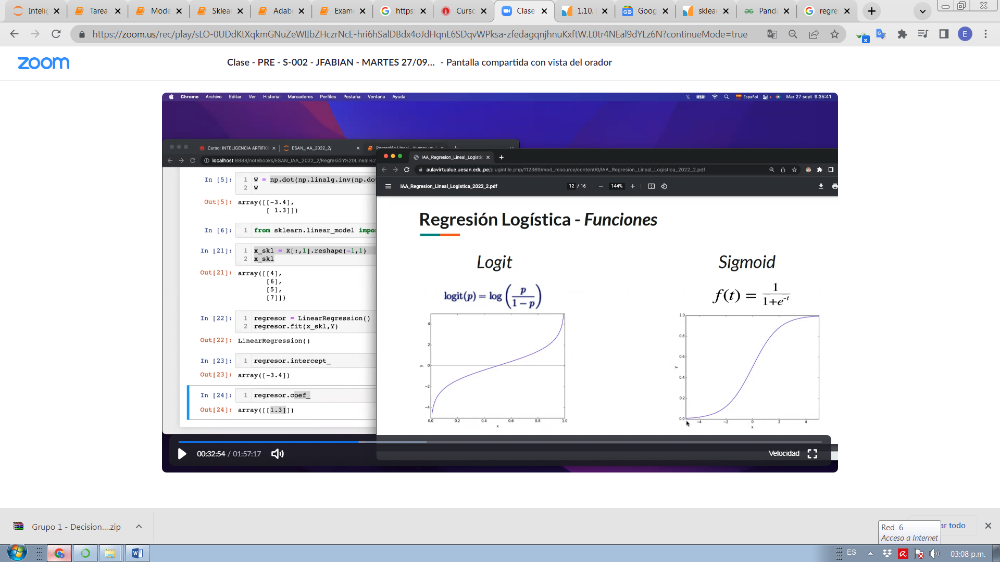 Intelig
Tarea
Mode
Sklear
Adab
Exam
https:
Curso
Clase
1.10.
Goog
sklear
Panda
regre
https://zoom.us/rec/play/sLO-0UDdKtXqkmGNuZeWIIbZHczrNcE-hri6hSalDBdx4oJdHqnL6SDqvWPksa-zfedagqnjhnuKxftW.L0tr4NEal9dYLz6N?continueMode=true
E
zoom
Clase - PRE - S-002 - JFABIAN - MARTES 27/09... - Pantalla compartida con vista del orador
Chrome Archivo Editar Ver Historial Marcadores Perfiles Pestaña Ventana Ayuda
Español Mar 27 sept 9:35:41
Curso: INTELIGENCIA ARTIFIC
ESAN_IAA_2022_2/
localhost:8888/notebooks/ESAN_IAA_2022_2/Regresión%20Lineal%2
In [5]: 1 W = np.dot(np.linalg.inv(np.do
2 W
Out[5]: array([[-3.4],
[ 1.3]])
In [6]: 1 from sklearn.linear_model impor
In [21]: 1 x_skl = X[:,1].reshape(-1,1)
2 x_skl
Out[21]: array([[4],
[6],
[5],
[7]])
In [22]: 1 regresor = LinearRegression()
2 regresor.fit(x_skl,Y)
Out[22]: LinearRegression()
In [23]: 1 regresor.intercept_
Out[23]: array([-3.4])
In [24]: 1 regresor.coef_
Out[24]: array([[1.3]])
IAA_Regresion_Lineal_Logistic
aulavirtualue.uesan.edu.pe/pluginfile.php/112369/mod_resource/content/0/IAA_Regresion_Lineal_Logistica_2022_2.pdf
IAA_Regresion_Lineal_Logistica_2022_2.pdf
12 / 16
144%
Regresión Logística - Funciones
Logit
logit(p) = log (p / 1 − p)
4
2
0
−2
−4
y
0.0 0.2 0.4 0.6 0.8 1.0
x
Sigmoid
f(t) = 1 / 1+e^-t
1.0
0.8
0.6
0.4
0.2
0.0
y
−4 −2 0 2 4
x
00:32:54 / 01:57:17
Velocidad
Grupo 1 - Decision....zip
ar todo
Red 6
Acceso a Internet
ES
03:08 p.m.